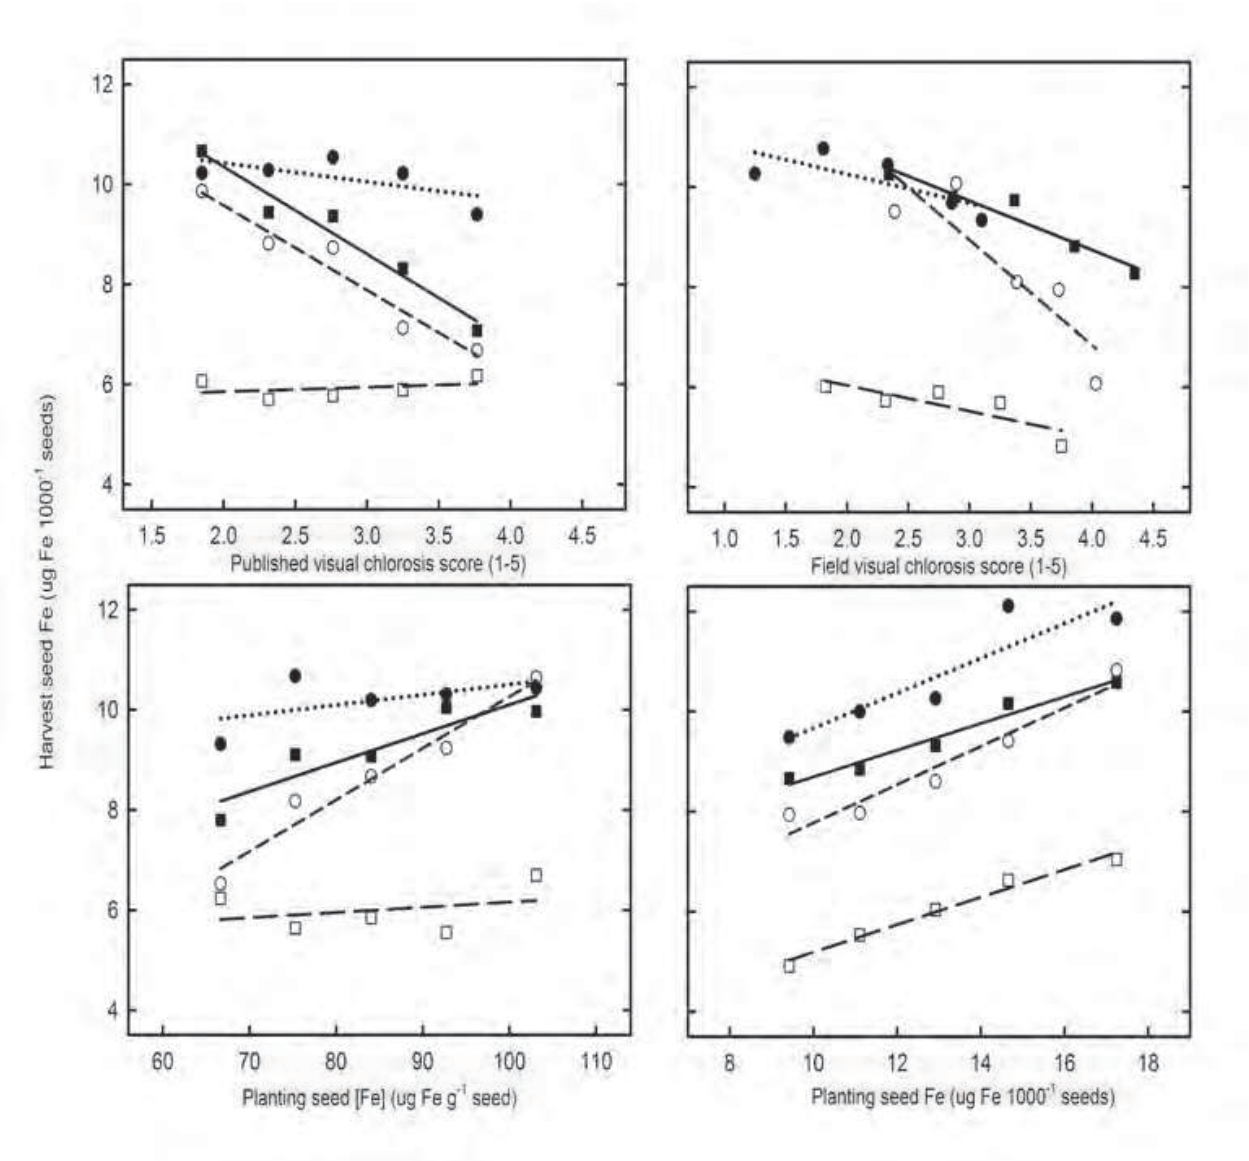 Harvest seed Fe (ug Fe 1000⁻¹ seeds)
12
10
8
6
4
1.5 2.0 2.5 3.0 3.5 4.0 4.5
Published visual chlorosis score (1-5)
1.0 1.5 2.0 2.5 3.0 3.5 4.0 4.5
Field visual chlorosis score (1-5)
12
10
8
6
4
60 70 80 90 100 110
Planting seed [Fe] (ug Fe g⁻¹ seed)
8 10 12 14 16 18
Planting seed Fe (ug Fe 1000⁻¹ seeds)